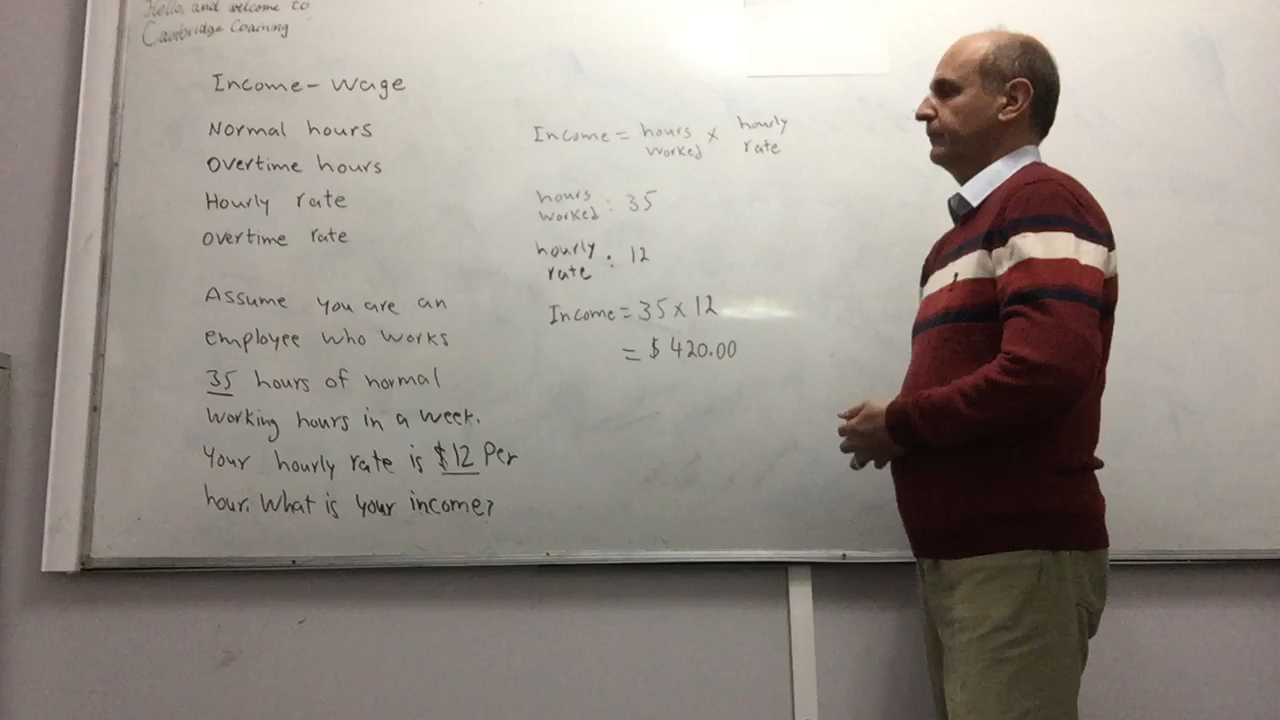 Hello, and welcome to
Cambridge Coaching
Income - Wage
Normal hours
Overtime hours
Hourly rate
Overtime rate
Assume you are an
employee who works
35 hours of normal
working hours in a week.
Your hourly rate is $12 Per
hour. What is your income?
Income = hours worked × hourly rate
hours
worked : 35
hourly
rate : 12
Income = 35 × 12
= $ 420.00